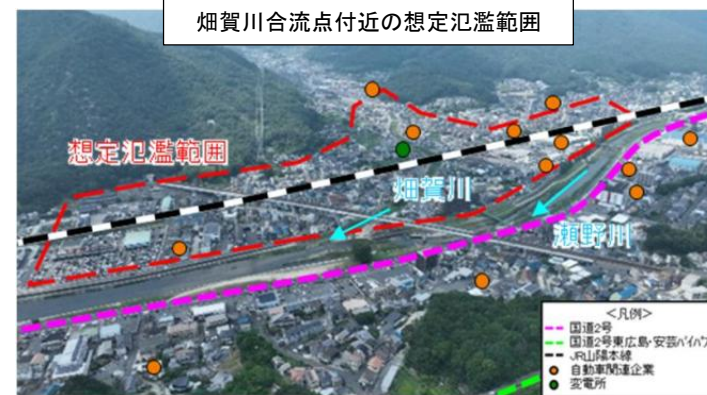 畑賀川合流点付近の想定氾濫範囲
想定氾濫範囲
畑賀川
瀬野川
＜凡例＞
国道2号
国道2号東広島･安芸バイパス
JR山陽本線
自動車関連企業
変電所